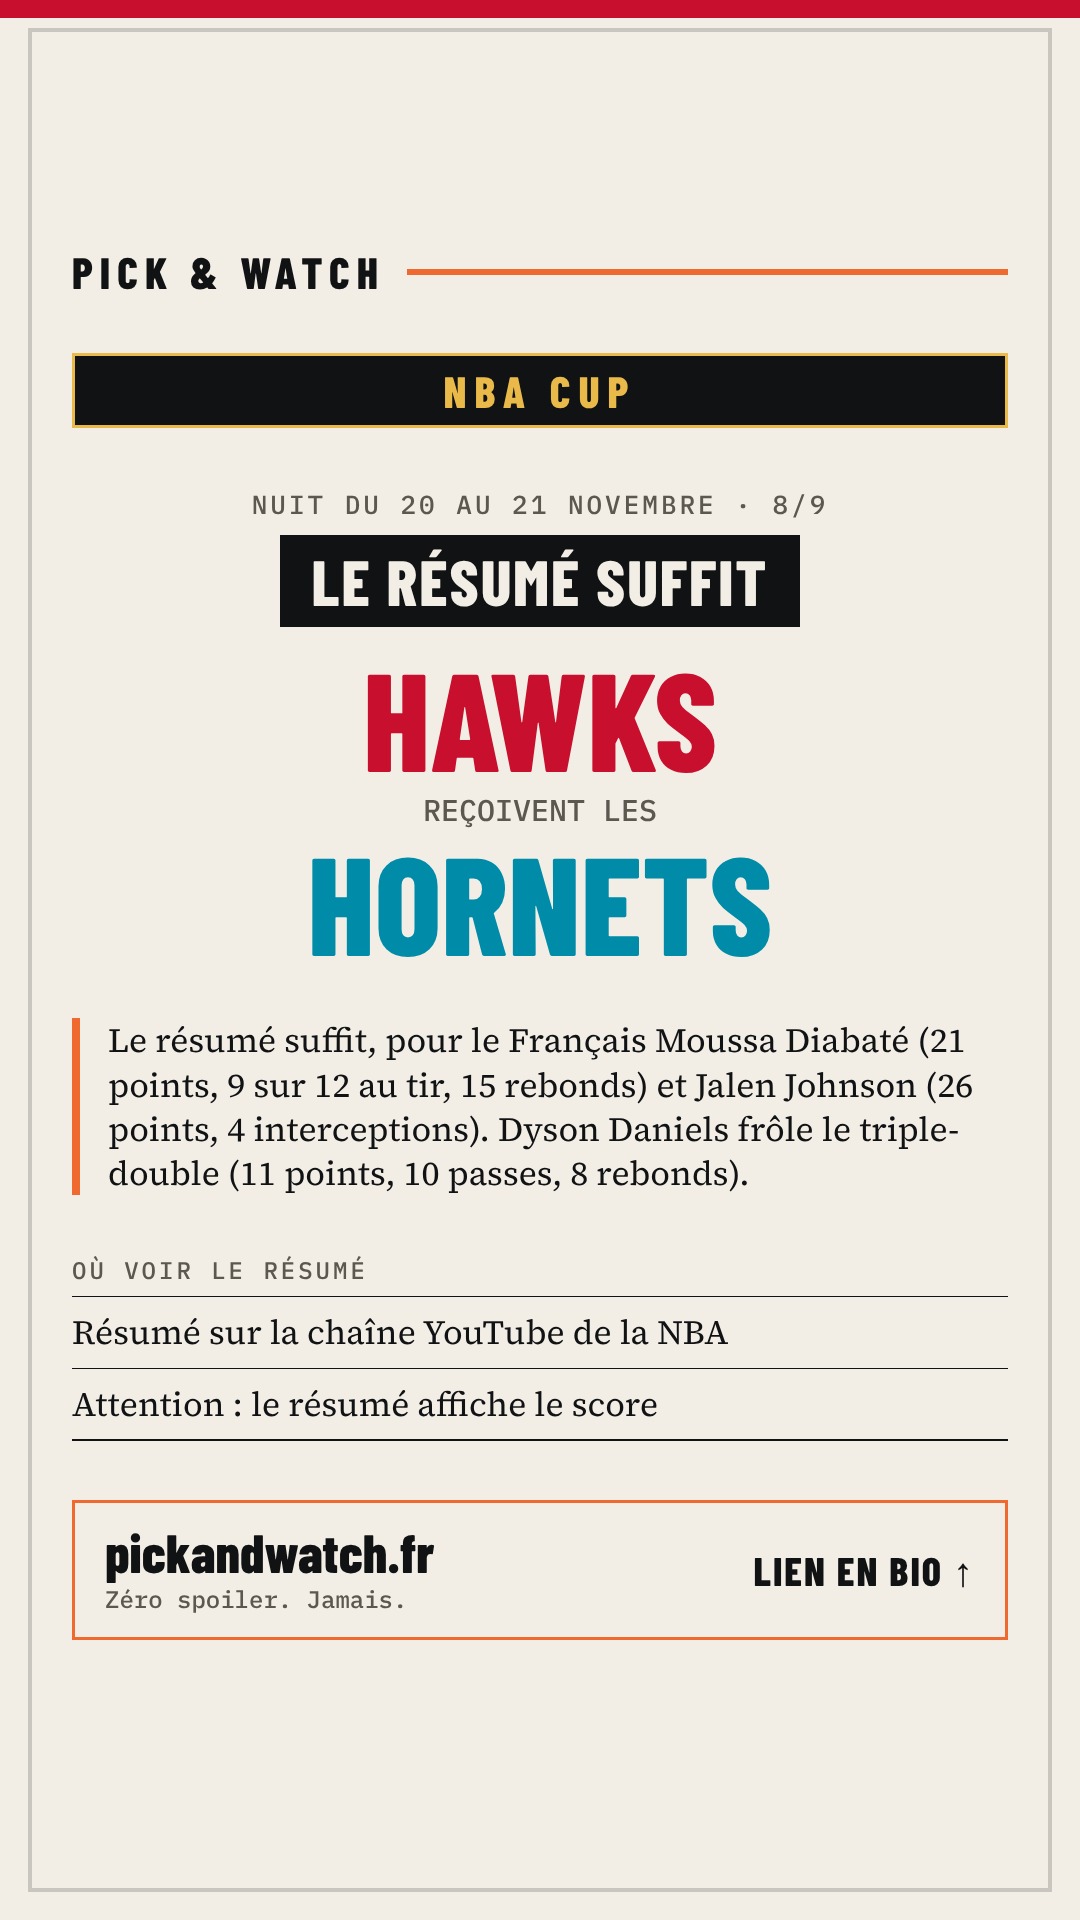 PICK & WATCH
NBA CUP
NUIT DU 20 AU 21 NOVEMBRE · 8/9
LE RÉSUMÉ SUFFIT
HAWKS
REÇOIVENT LES
HORNETS
Le résumé suffit, pour le Français Moussa Diabaté (21
points, 9 sur 12 au tir, 15 rebonds) et Jalen Johnson (26
points, 4 interceptions). Dyson Daniels frôle le triple-
double (11 points, 10 passes, 8 rebonds).
OÙ VOIR LE RÉSUMÉ
Résumé sur la chaîne YouTube de la NBA
Attention : le résumé affiche le score
pickandwatch.fr
Zéro spoiler. Jamais.
LIEN EN BIO ↑